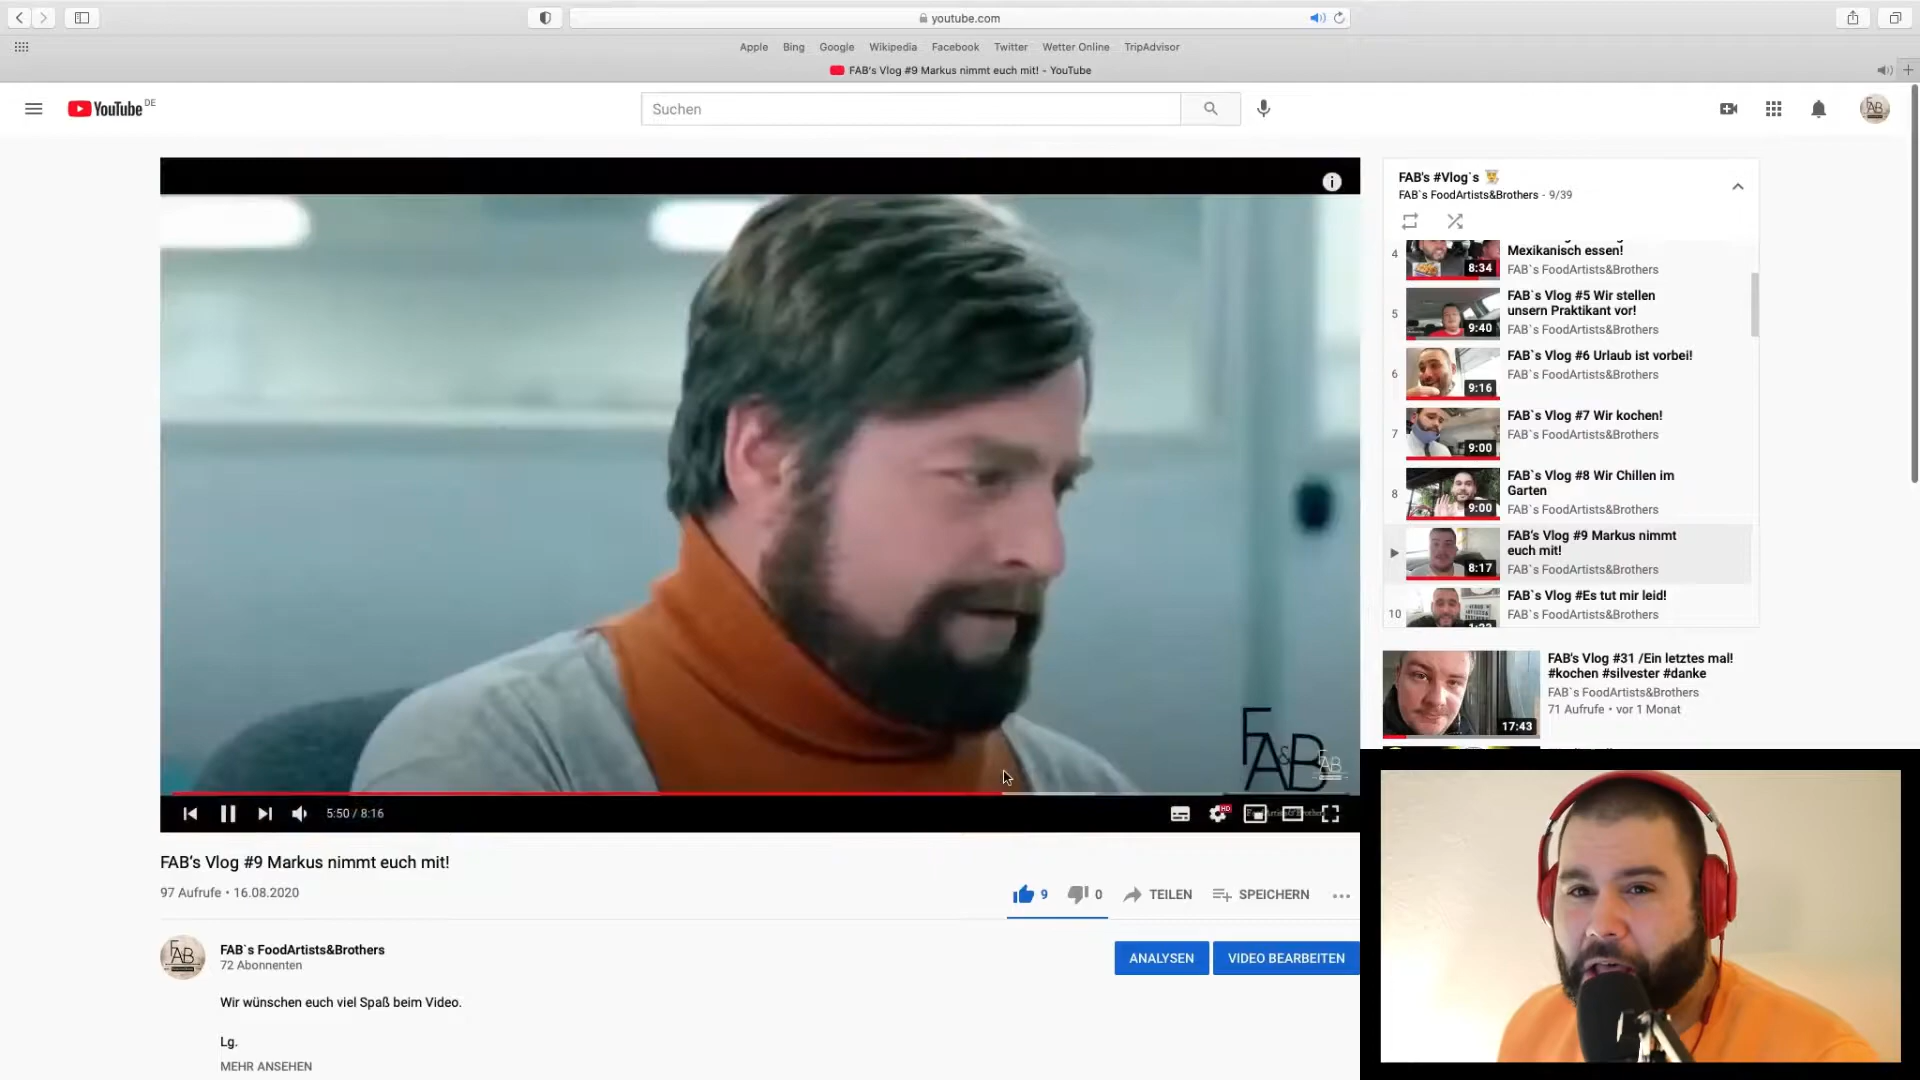 youtube.com
Apple Bing Google Wikipedia Facebook Twitter Wetter Online TripAdvisor
FAB's Vlog #9 Markus nimmt euch mit! - YouTube
YouTube DE
Suchen
FAB's #Vlog`s
FAB`s FoodArtists&Brothers - 9/39
4
8:34
Mexikanisch essen!
FAB`s FoodArtists&Brothers
5
9:40
FAB`s Vlog #5 Wir stellen
unsern Praktikant vor!
FAB`s FoodArtists&Brothers
6
9:16
FAB`s Vlog #6 Urlaub ist vorbei!
FAB`s FoodArtists&Brothers
7
9:00
FAB`s Vlog #7 Wir kochen!
FAB`s FoodArtists&Brothers
8
9:00
FAB`s Vlog #8 Wir Chillen im
Garten
FAB`s FoodArtists&Brothers
8:17
FAB's Vlog #9 Markus nimmt
euch mit!
FAB`s FoodArtists&Brothers
10
FAB`s Vlog #Es tut mir leid!
FAB`s FoodArtists&Brothers
17:43
FAB's Vlog #31 /Ein letztes mal!
#kochen #silvester #danke
FAB`s FoodArtists&Brothers
71 Aufrufe • vor 1 Monat
FA&B
5:50 / 8:16
HD
FAB's Vlog #9 Markus nimmt euch mit!
97 Aufrufe • 16.08.2020
9 0 TEILEN SPEICHERN
FAB`s FoodArtists&Brothers
72 Abonnenten
ANALYSEN VIDEO BEARBEITEN
Wir wünschen euch viel Spaß beim Video.
Lg.
MEHR ANSEHEN